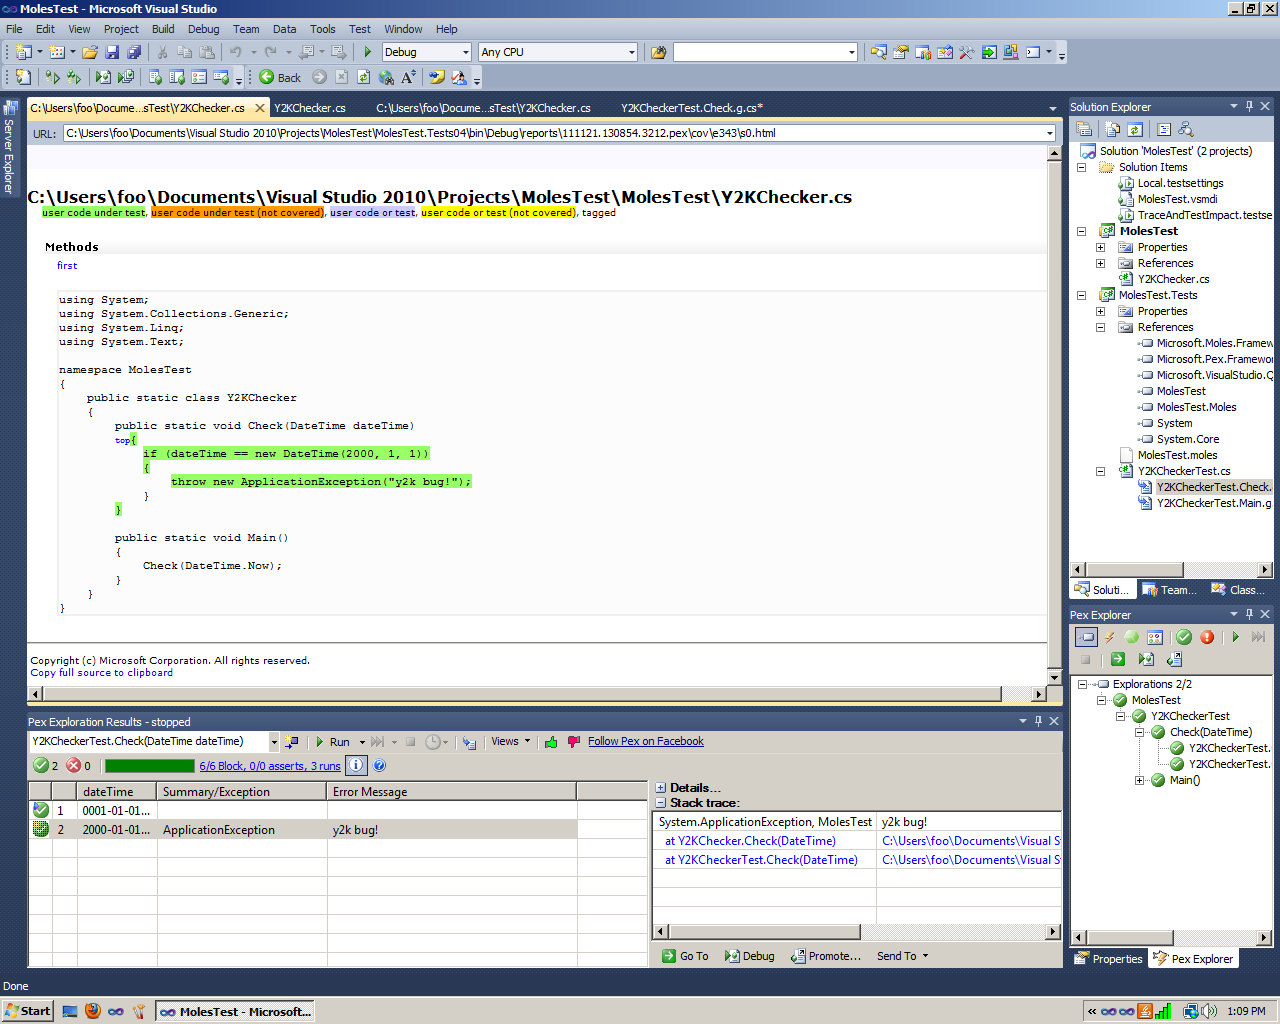 MolesTest - Microsoft Visual Studio
File Edit View Project Build Debug Team Data Tools Test Window Help
Debug Any CPU
Back
C:\Users\foo\Docume...sTest\Y2KChecker.cs Y2KChecker.cs C:\Users\foo\Docume...sTest\Y2KChecker.cs Y2KCheckerTest.Check.g.cs*
URL: C:\Users\foo\Documents\Visual Studio 2010\Projects\MolesTest\MolesTest.Tests04\bin\Debug\reports\111121.130854.3212.pex\cov\e343\s0.html
Server Explorer
C:\Users\foo\Documents\Visual Studio 2010\Projects\MolesTest\MolesTest\Y2KChecker.cs
user code under test, user code under test (not covered), user code or test, user code or test (not covered), tagged
Methods
first
using System;
using System.Collections.Generic;
using System.Linq;
using System.Text;
namespace MolesTest
{
public static class Y2KChecker
{
public static void Check(DateTime dateTime)
top{
if (dateTime == new DateTime(2000, 1, 1))
{
throw new ApplicationException("y2k bug!");
}
}
public static void Main()
{
Check(DateTime.Now);
}
}
}
Copyright (c) Microsoft Corporation. All rights reserved.
Copy full source to clipboard
Solution Explorer
Solution 'MolesTest' (2 projects)
Solution Items
Local.testsettings
MolesTest.vsmdi
TraceAndTestImpact.testse
MolesTest
Properties
References
Y2KChecker.cs
MolesTest.Tests
Properties
References
Microsoft.Moles.Framew
Microsoft.Pex.Framewor
Microsoft.VisualStudio.Q
MolesTest
MolesTest.Moles
System
System.Core
MolesTest.moles
Y2KCheckerTest.cs
Y2KCheckerTest.Check.
Y2KCheckerTest.Main.g
Soluti... Team... Class...
Pex Explorer
Explorations 2/2
MolesTest
Y2KCheckerTest
Check(DateTime)
Y2KCheckerTest.
Y2KCheckerTest.
Main()
Properties Pex Explorer
Pex Exploration Results - stopped
Y2KCheckerTest.Check(DateTime dateTime) Run Views Follow Pex on Facebook
2 0 6/6 Block, 0/0 asserts, 3 runs
dateTime Summary/Exception Error Message
1 0001-01-01...
2 2000-01-01... ApplicationException y2k bug!
Details...
Stack trace:
System.ApplicationException, MolesTest y2k bug!
at Y2KChecker.Check(DateTime) C:\Users\foo\Documents\Visual S
at Y2KCheckerTest.Check(DateTime) C:\Users\foo\Documents\Visual S
Go To Debug Promote... Send To
Done
Start MolesTest - Microsoft... 1:09 PM